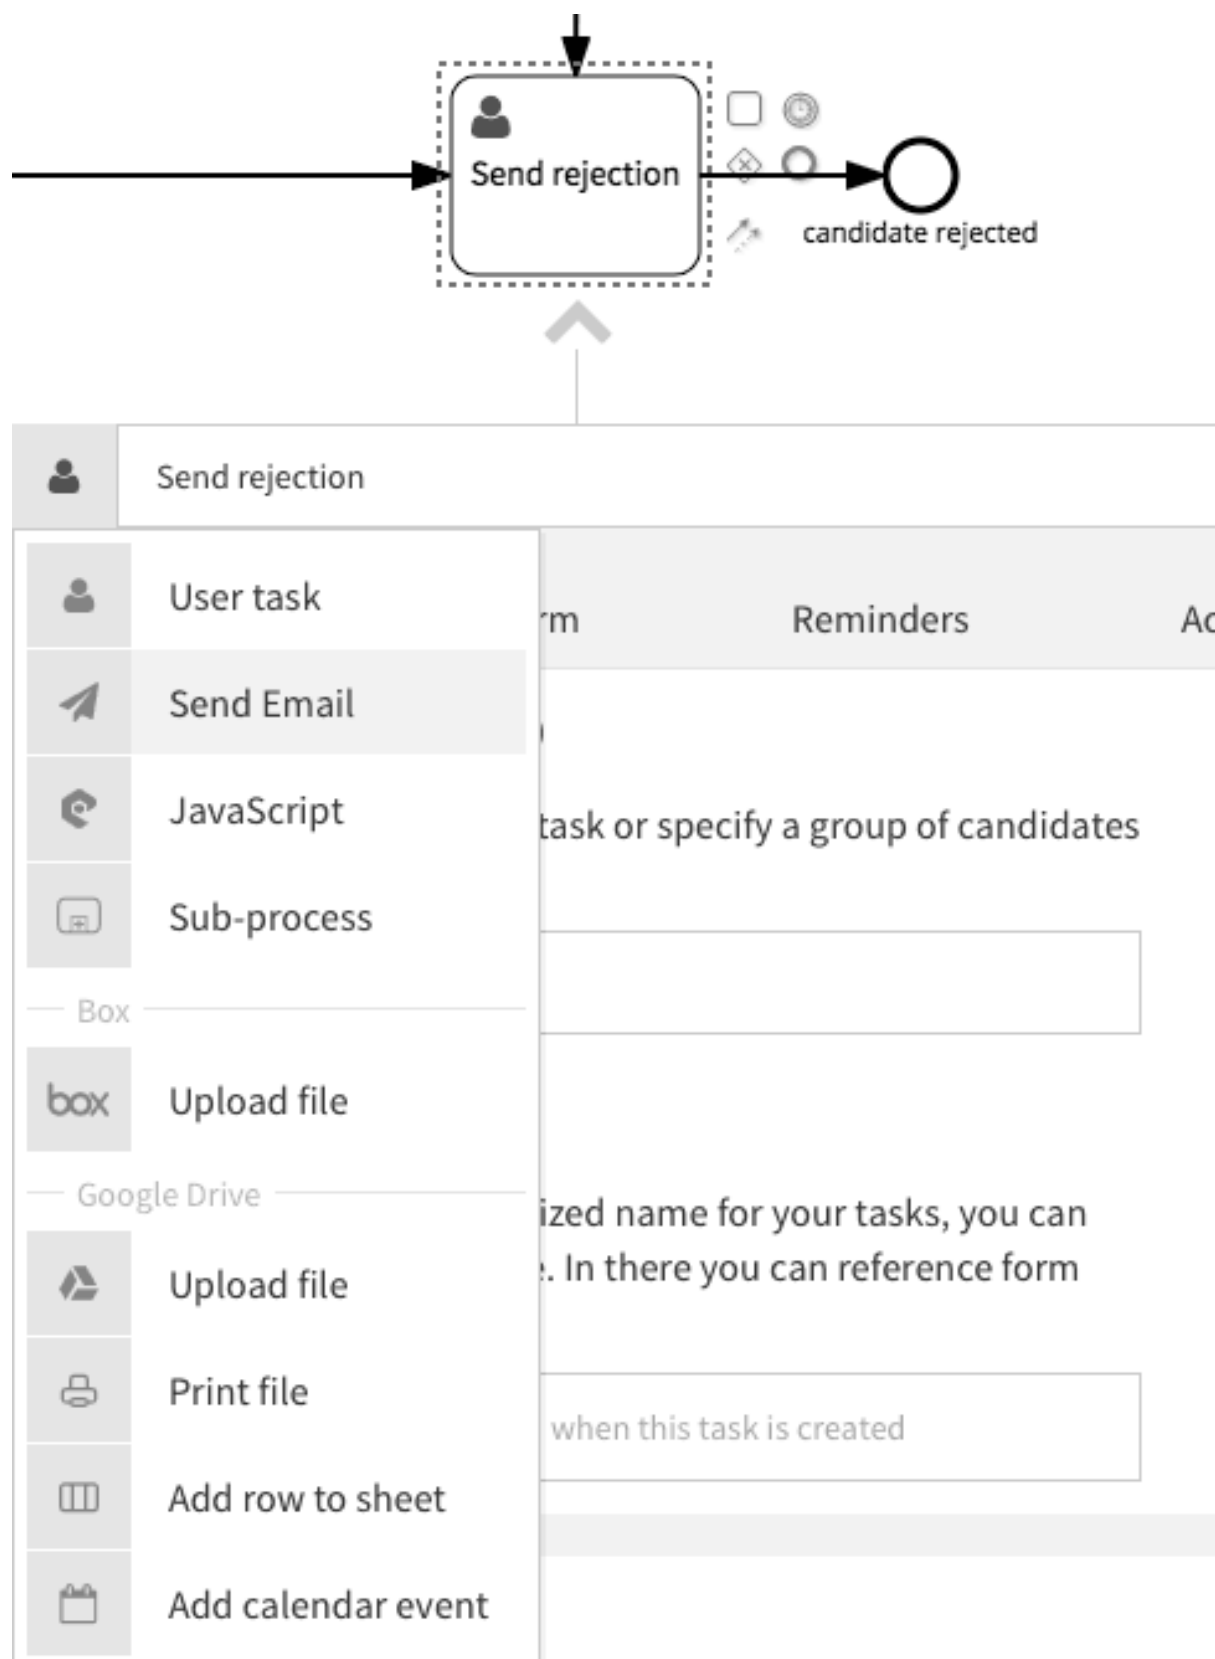 Send rejection
candidate rejected
Send rejection
User task
rm
Reminders
Send Email
JavaScript
task or specify a group of candidates
Sub-process
Box
box
Upload file
Google Drive
ized name for your tasks, you can
e. In there you can reference form
Upload file
Print file
when this task is created
Add row to sheet
Add calendar event